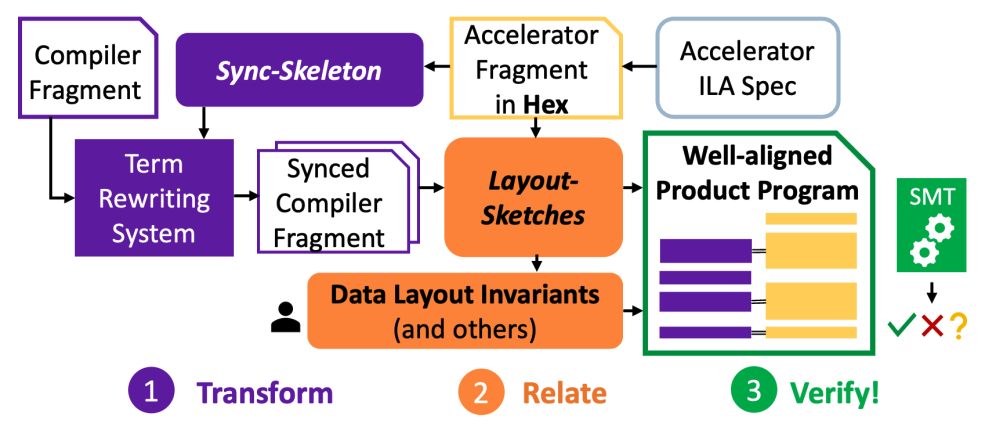 Compiler
Fragment
Sync-Skeleton
Accelerator
Fragment
in Hex
Accelerator
ILA Spec
Term
Rewriting
System
Synced
Compiler
Fragment
Layout-
Sketches
Well-aligned
Product Program
SMT
Data Layout Invariants
(and others)
1 Transform
2 Relate
3 Verify!